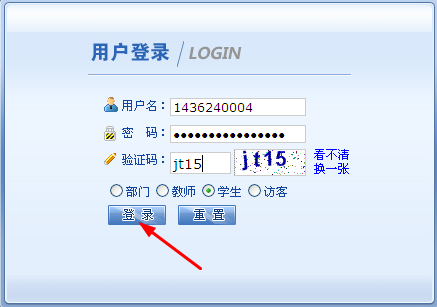 用户登录 / LOGIN
用户名： 1436240004
密 码： ●●●●●●●●●●●●●●●●
验证码： jt15 jt15 看不清
换一张
部门 教师 学生 访客
登 录 重 置